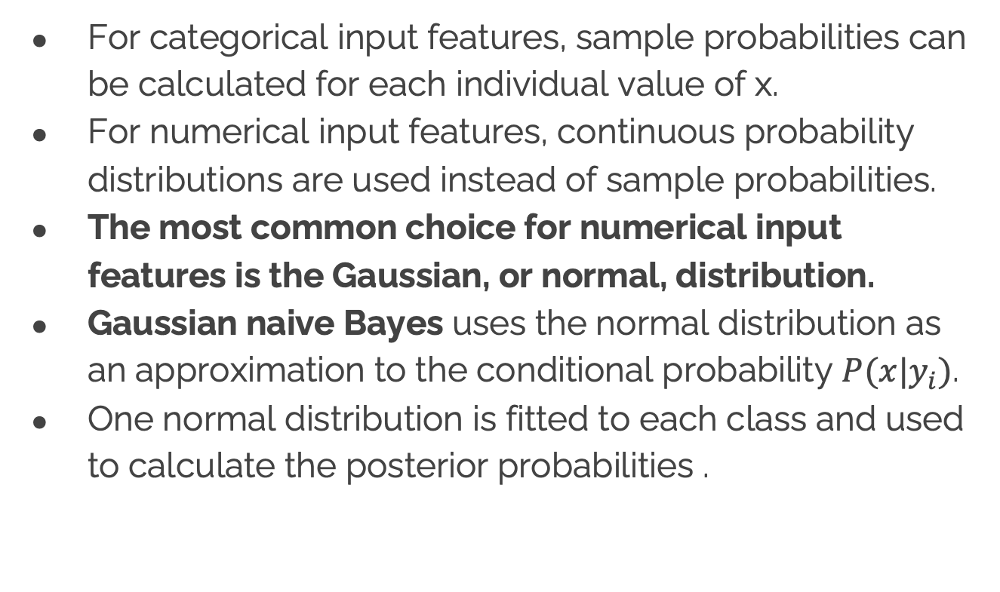 • For categorical input features, sample probabilities can
be calculated for each individual value of x.
• For numerical input features, continuous probability
distributions are used instead of sample probabilities.
• The most common choice for numerical input
features is the Gaussian, or normal, distribution.
• Gaussian naive Bayes uses the normal distribution as
an approximation to the conditional probability P(x|yᵢ).
• One normal distribution is fitted to each class and used
to calculate the posterior probabilities .